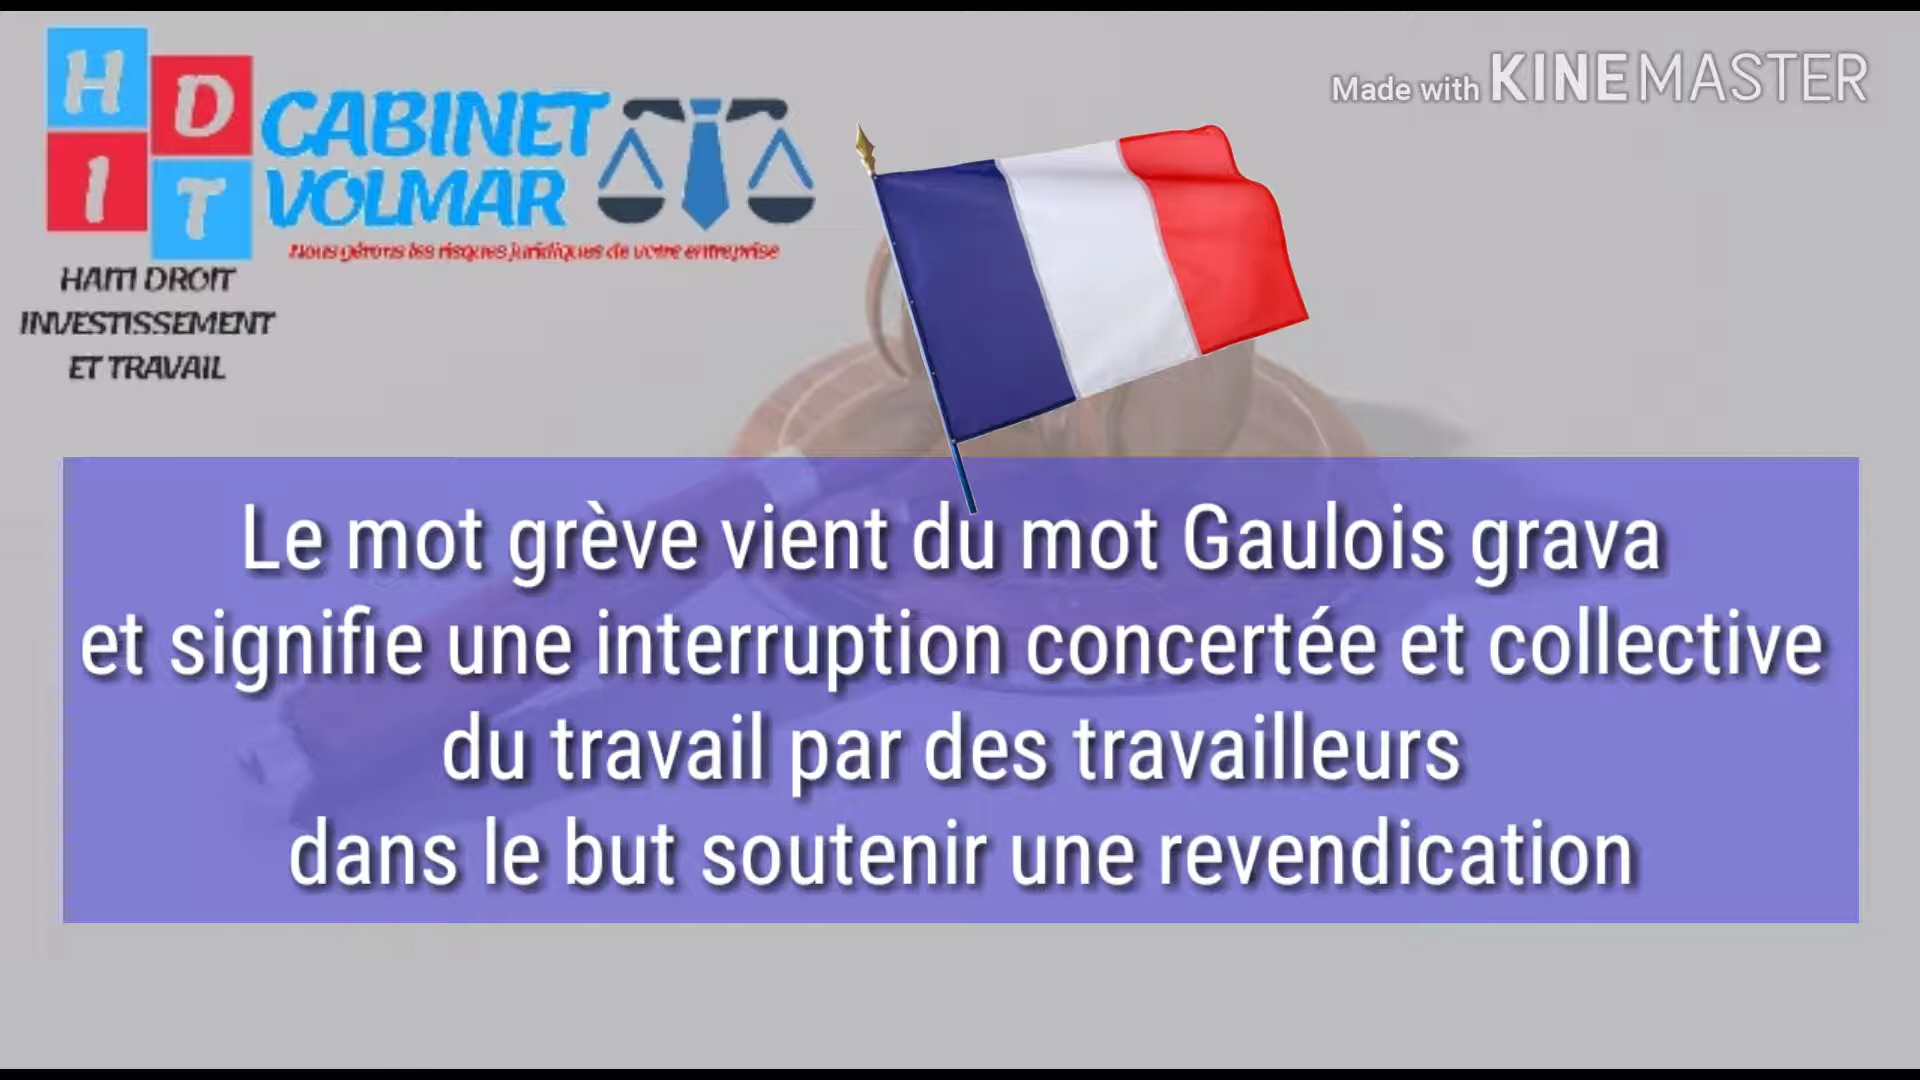 H
D
I
T
CABINET
VOLMAR
Nous gérons les risques juridiques de votre entreprise
HAITI DROIT
INVESTISSEMENT
ET TRAVAIL
Made with KINEMASTER
Le mot grève vient du mot Gaulois grava
et signifie une interruption concertée et collective
du travail par des travailleurs
dans le but soutenir une revendication